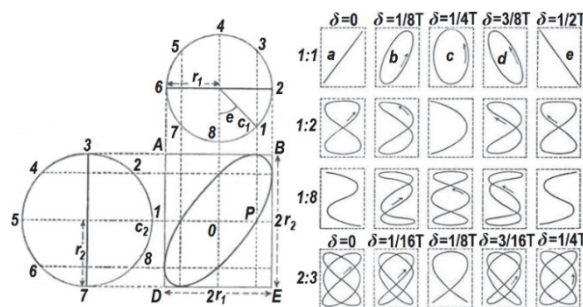 δ=0 δ=1/8T δ=1/4T δ=3/8T δ=1/2T
4
5 3
r₁
6 2
e
c₁
7 8 1
1:1 a b c d e
A B
3
4 2
1:2
5 c₂ 1 0 P 2r₂
r₂
6 8
1:8
7 D 2r₁ E
δ=0 δ=1/16T δ=1/8T δ=3/16T δ=1/4T
2:3